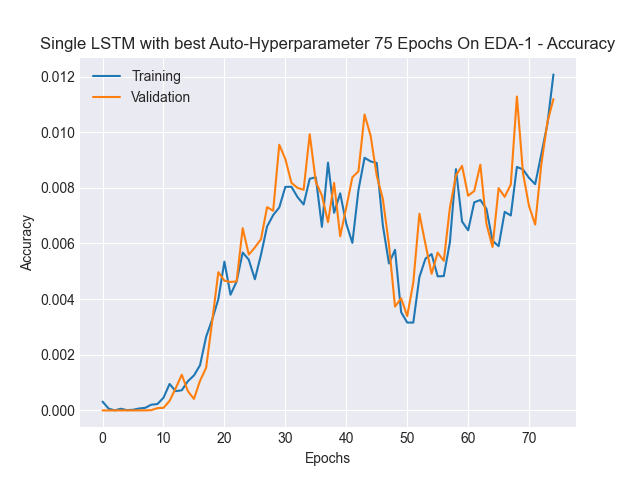 Single LSTM with best Auto-Hyperparameter 75 Epochs On EDA-1 - Accuracy
Training
Validation
0.012
0.010
0.008
0.006
0.004
0.002
0.000
Accuracy
0 10 20 30 40 50 60 70
Epochs